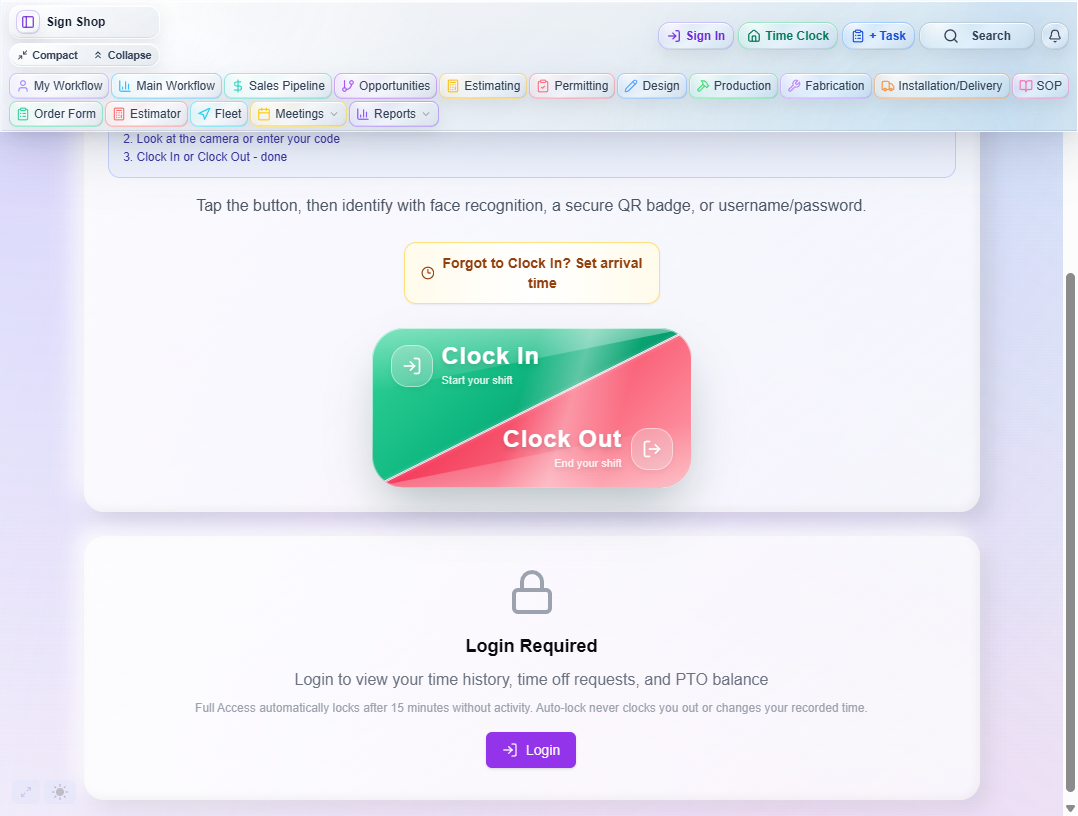 Sign Shop
Sign In
Time Clock
+ Task
Search
Compact
Collapse
My Workflow
Main Workflow
Sales Pipeline
Opportunities
Estimating
Permitting
Design
Production
Fabrication
Installation/Delivery
SOP
Order Form
Estimator
Fleet
Meetings
Reports
2. Look at the camera or enter your code
3. Clock In or Clock Out - done
Tap the button, then identify with face recognition, a secure QR badge, or username/password.
Forgot to Clock In? Set arrival
time
Clock In
Start your shift
Clock Out
End your shift
Login Required
Login to view your time history, time off requests, and PTO balance
Full Access automatically locks after 15 minutes without activity. Auto-lock never clocks you out or changes your recorded time.
Login